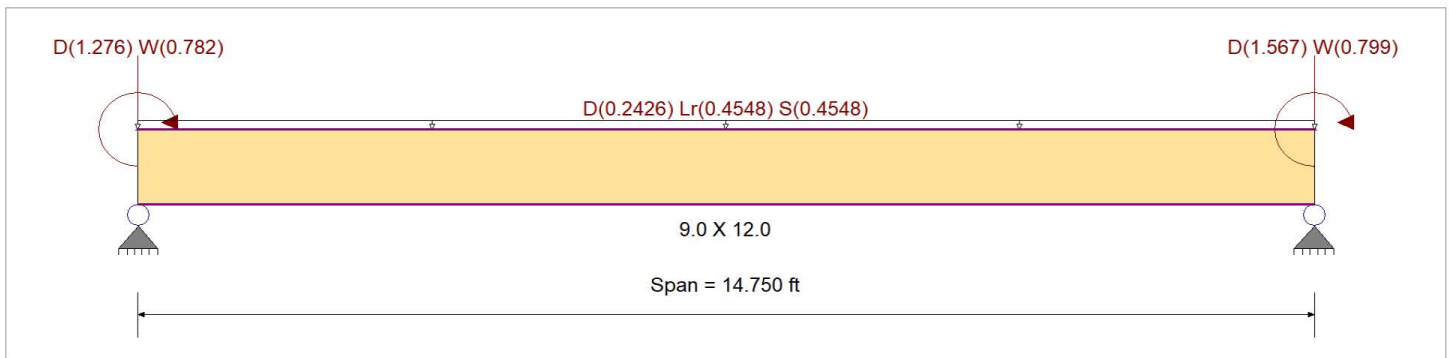 D(1.276) W(0.782)
D(1.567) W(0.799)
D(0.2426) Lr(0.4548) S(0.4548)
9.0 X 12.0
Span = 14.750 ft